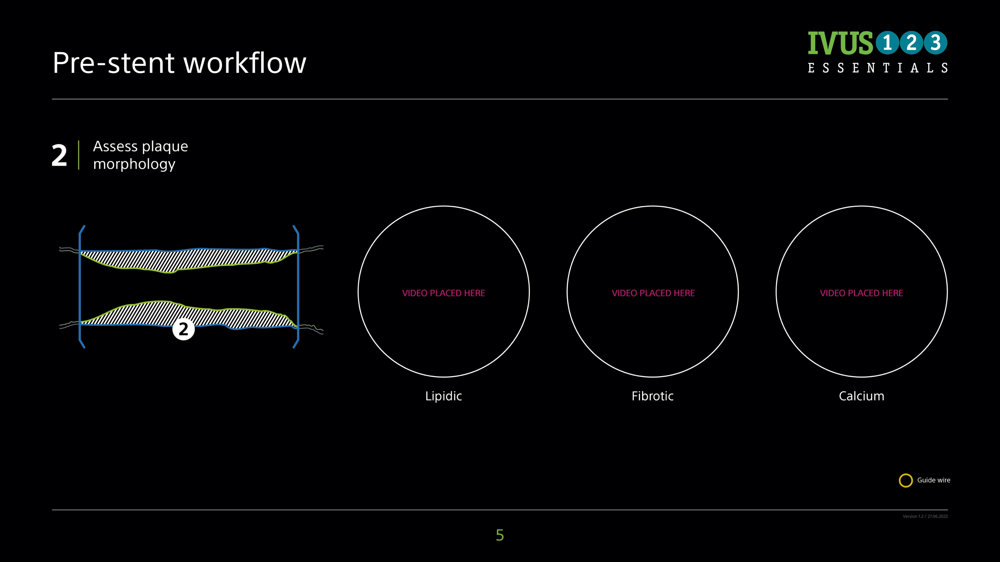 Pre-stent workflow
IVUS 1 2 3
ESSENTIALS
2
Assess plaque
morphology
2
VIDEO PLACED HERE
VIDEO PLACED HERE
VIDEO PLACED HERE
Lipidic
Fibrotic
Calcium
Guide wire
Version 1.2 / 27.06.2022
5